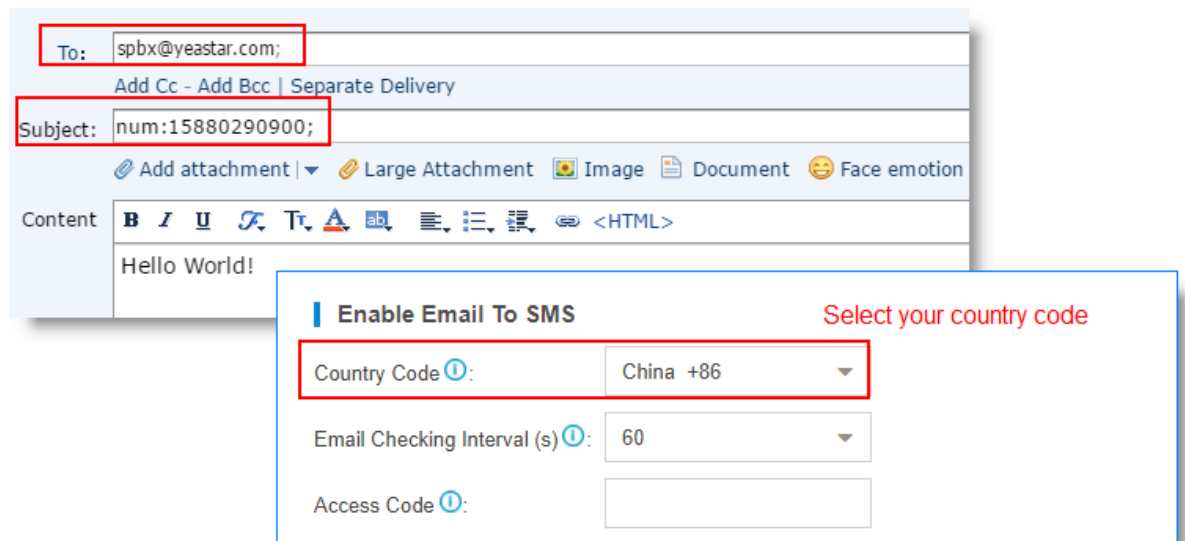 To: spbx@yeastar.com;
Add Cc - Add Bcc | Separate Delivery
Subject: num:15880290900;
Add attachment | Large Attachment Image Document Face emotion
Content B I U F Tт A ab <HTML>
Hello World!
Enable Email To SMS Select your country code
Country Code : China +86
Email Checking Interval (s) : 60
Access Code :